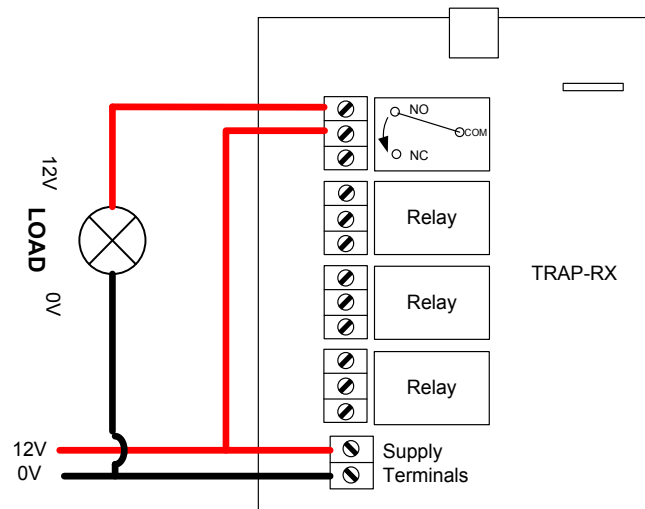 NO
COM
NC
12V
LOAD
0V
Relay
TRAP-RX
Relay
Relay
12V
0V
Supply
Terminals